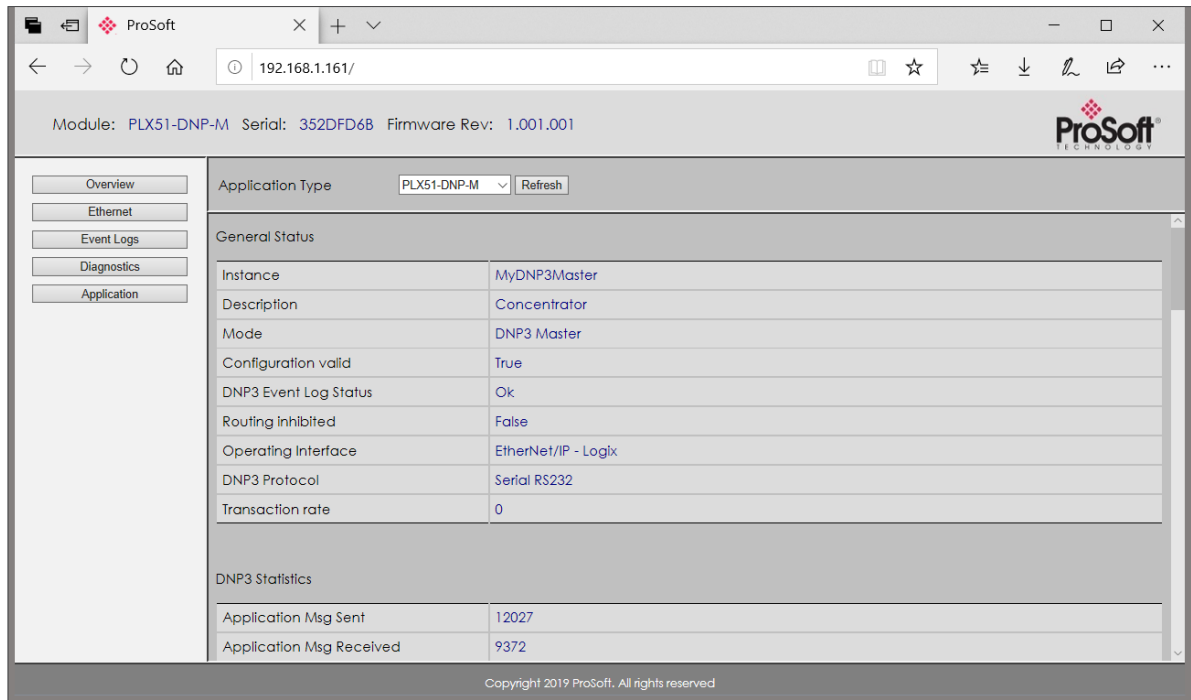 ProSoft
192.168.1.161/
Module: PLX51-DNP-M Serial: 352DFD6B Firmware Rev: 1.001.001
ProSoft®
TECHNOLOGY
Overview
Ethernet
Event Logs
Diagnostics
Application
Application Type PLX51-DNP-M Refresh
General Status
Instance MyDNP3Master
Description Concentrator
Mode DNP3 Master
Configuration valid True
DNP3 Event Log Status Ok
Routing inhibited False
Operating Interface EtherNet/IP - Logix
DNP3 Protocol Serial RS232
Transaction rate 0
DNP3 Statistics
Application Msg Sent 12027
Application Msg Received 9372
Copyright 2019 ProSoft. All rights reserved